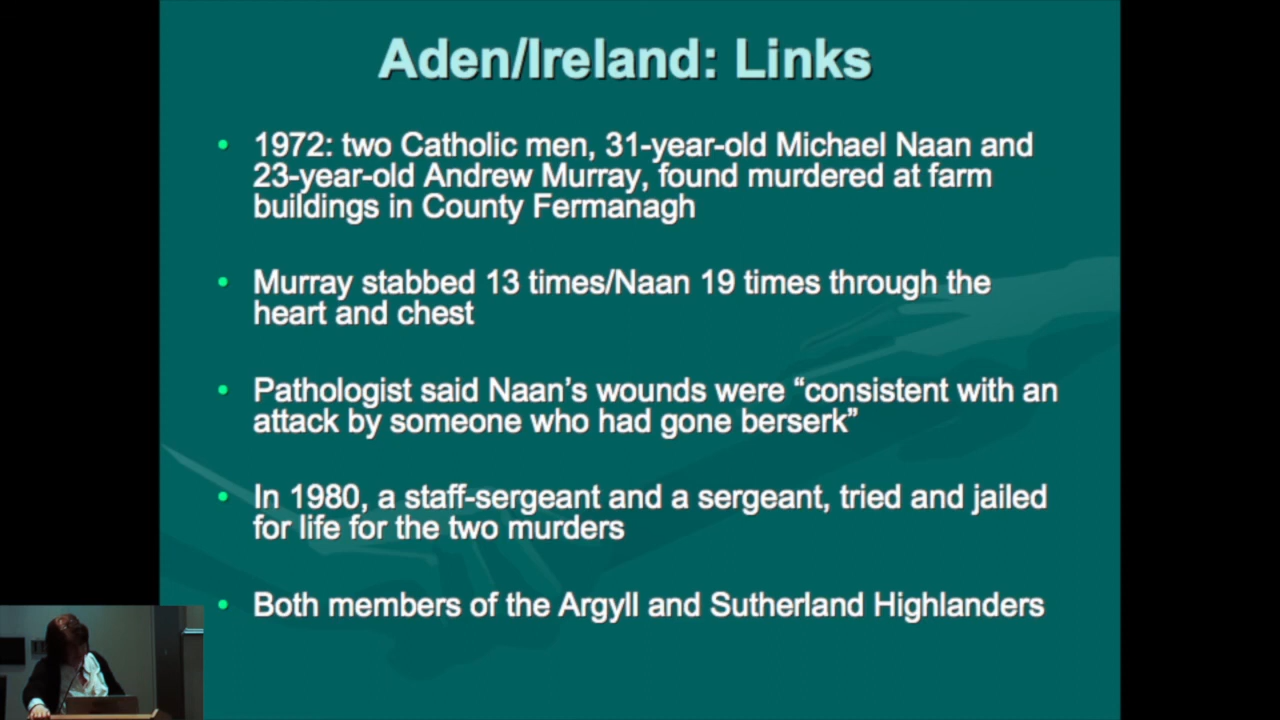 Aden/Ireland: Links
• 1972: two Catholic men, 31-year-old Michael Naan and
23-year-old Andrew Murray, found murdered at farm
buildings in County Fermanagh
• Murray stabbed 13 times/Naan 19 times through the
heart and chest
• Pathologist said Naan’s wounds were “consistent with an
attack by someone who had gone berserk”
• In 1980, a staff-sergeant and a sergeant, tried and jailed
for life for the two murders
• Both members of the Argyll and Sutherland Highlanders